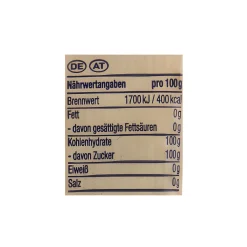 DE AT
Nährwertangaben pro 100g
Brennwert 1700 kJ / 400 kcal
Fett 0g
- davon gesättigte Fettsäuren 0g
Kohlenhydrate 100g
- davon Zucker 100g
Eiweiß 0g
Salz 0g